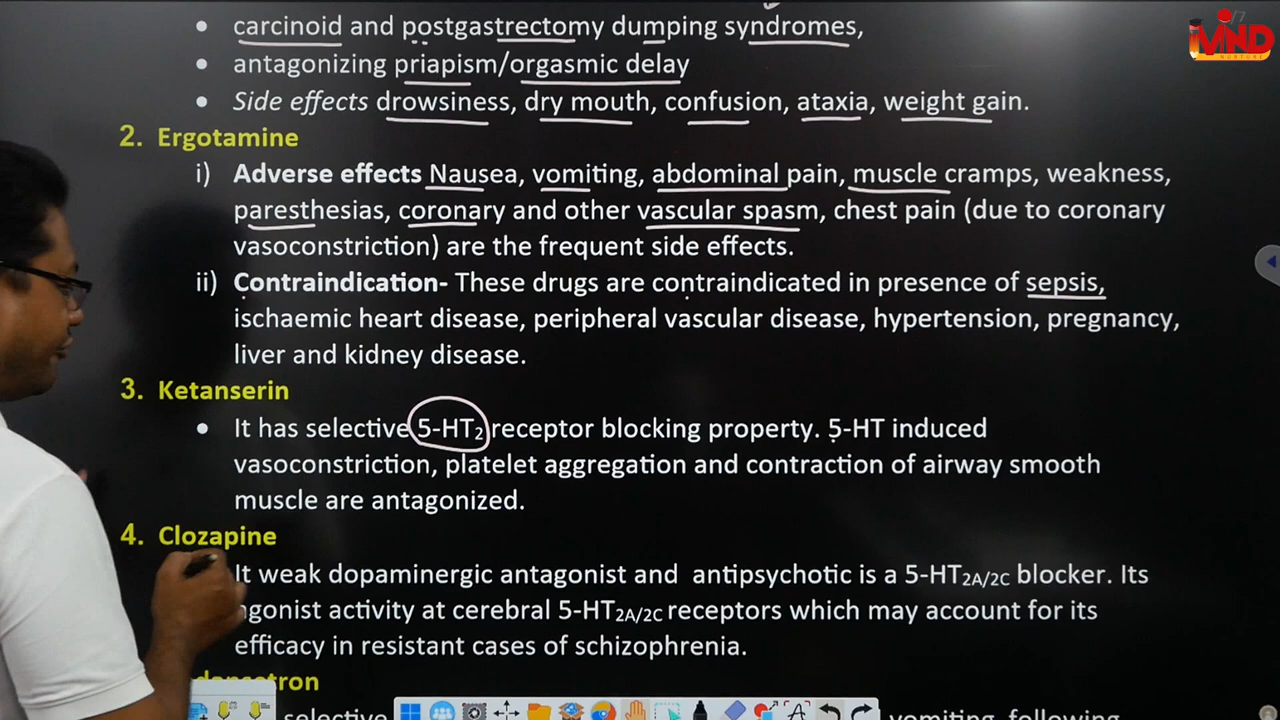 MND
NURTURE
carcinoid and postgastrectomy dumping syndromes,
antagonizing priapism/orgasmic delay
Side effects drowsiness, dry mouth, confusion, ataxia, weight gain.
2. Ergotamine
i) Adverse effects Nausea, vomiting, abdominal pain, muscle cramps, weakness,
paresthesias, coronary and other vascular spasm, chest pain (due to coronary
vasoconstriction) are the frequent side effects.
ii) Contraindication- These drugs are contraindicated in presence of sepsis,
ischaemic heart disease, peripheral vascular disease, hypertension, pregnancy,
liver and kidney disease.
3. Ketanserin
It has selective 5-HT2 receptor blocking property. 5-HT induced
vasoconstriction, platelet aggregation and contraction of airway smooth
muscle are antagonized.
4. Clozapine
It weak dopaminergic antagonist and antipsychotic is a 5-HT2A/2C blocker. Its
agonist activity at cerebral 5-HT2A/2C receptors which may account for its
efficacy in resistant cases of schizophrenia.
selective vomiting, following